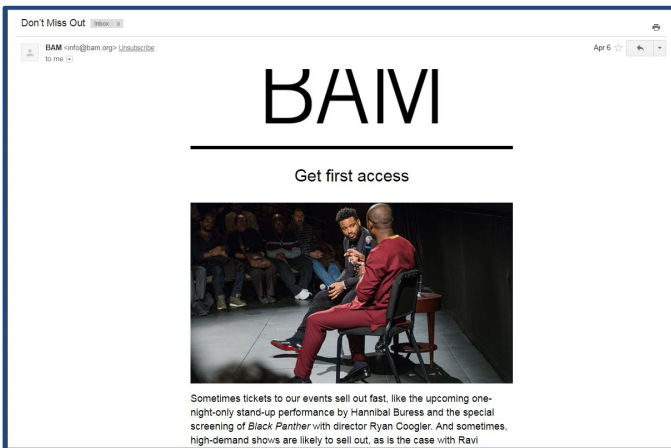 Don't Miss Out Inbox x
BAM <info@bam.org> Unsubscribe
Apr 6
to me
BAM
Get first access
Sometimes tickets to our events sell out fast, like the upcoming one-
night-only stand-up performance by Hannibal Buress and the special
screening of Black Panther with director Ryan Coogler. And sometimes,
high-demand shows are likely to sell out, as is the case with Ravi